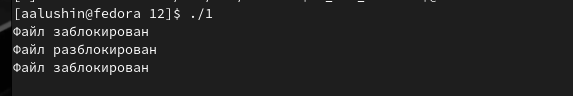 [aalushin@fedora 12]$ ./1
Файл заблокирован
Файл разблокирован
Файл заблокирован